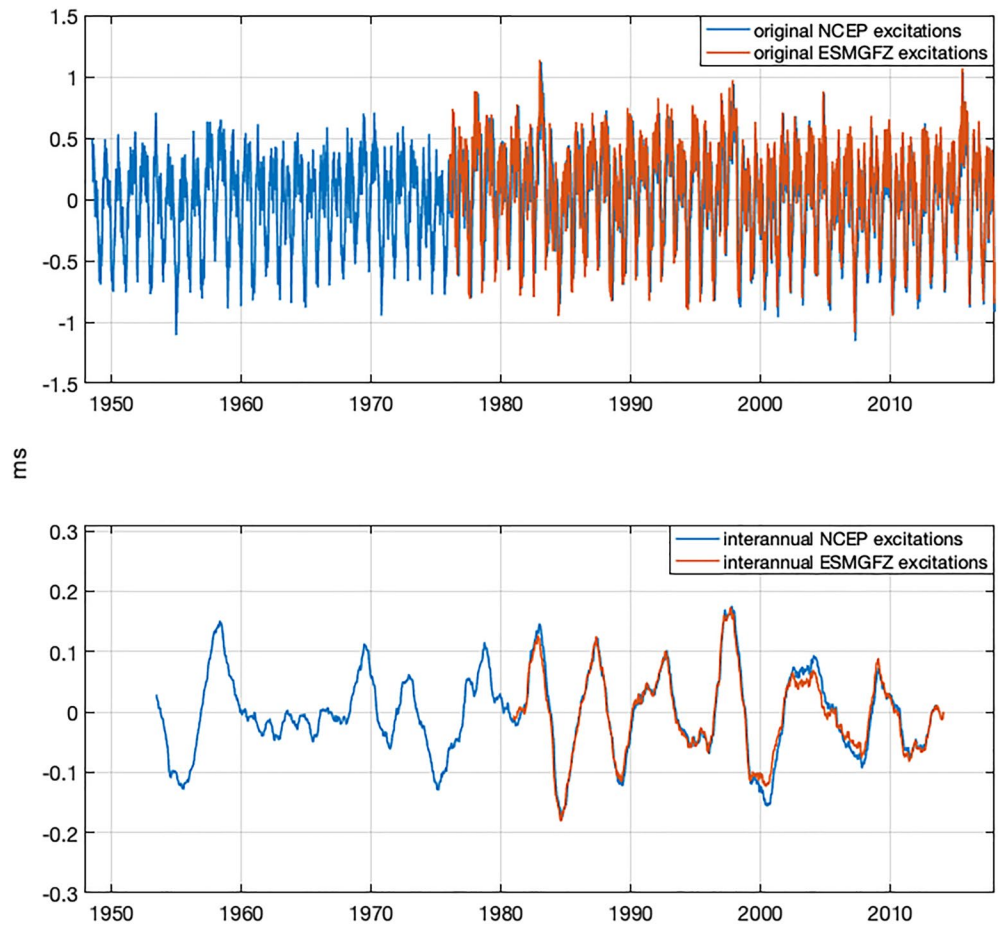 1.5
original NCEP excitations
original ESMGFZ excitations
1
0.5
0
-0.5
-1
-1.5
1950 1960 1970 1980 1990 2000 2010
ms
0.3
interannual NCEP excitations
interannual ESMGFZ excitations
0.2
0.1
0
-0.1
-0.2
-0.3
1950 1960 1970 1980 1990 2000 2010